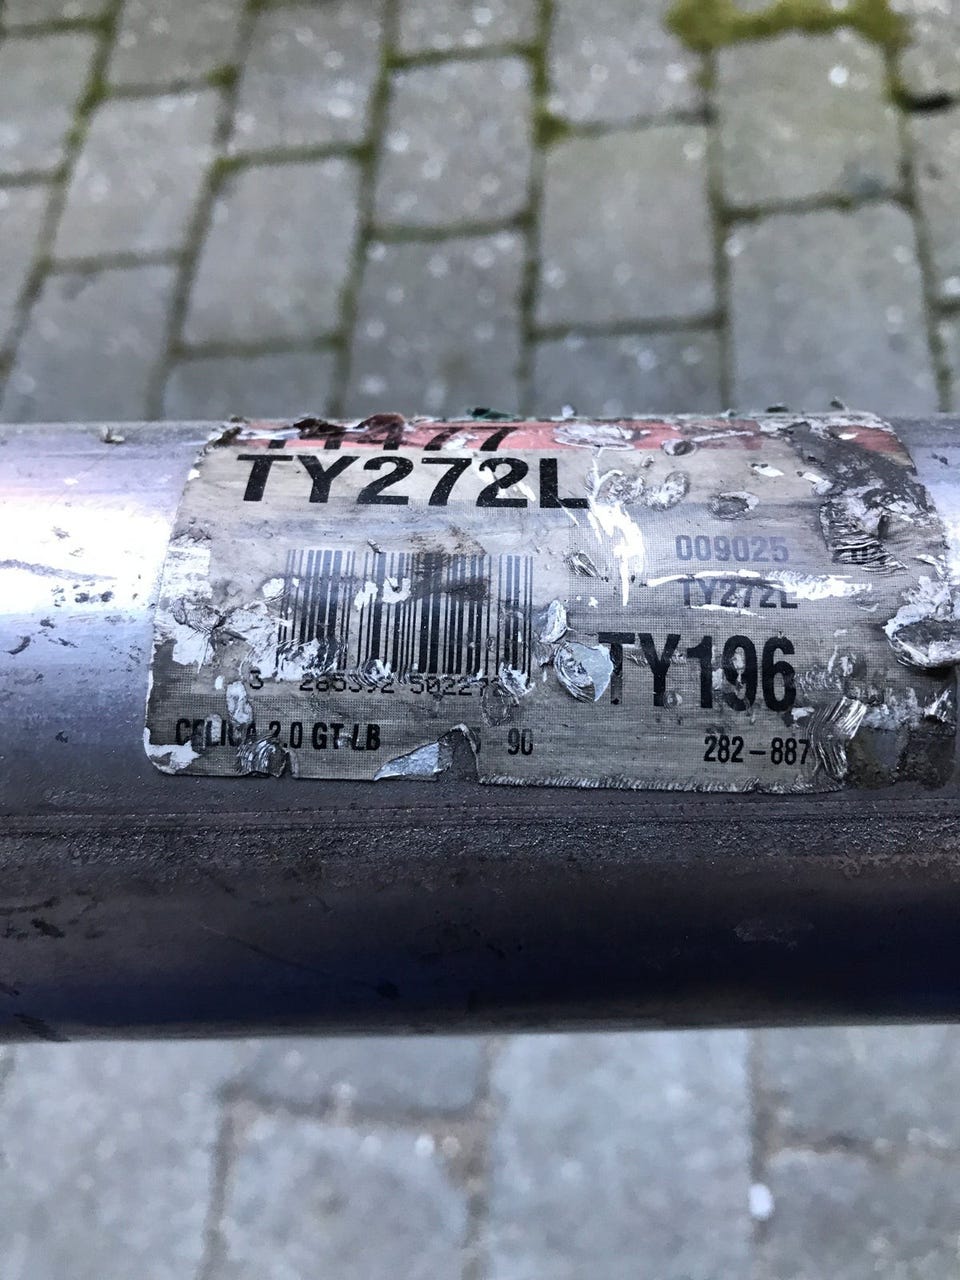 TY272L
009025
TY272L
TY196
CELICA 2.0 GT LB 90
282-887